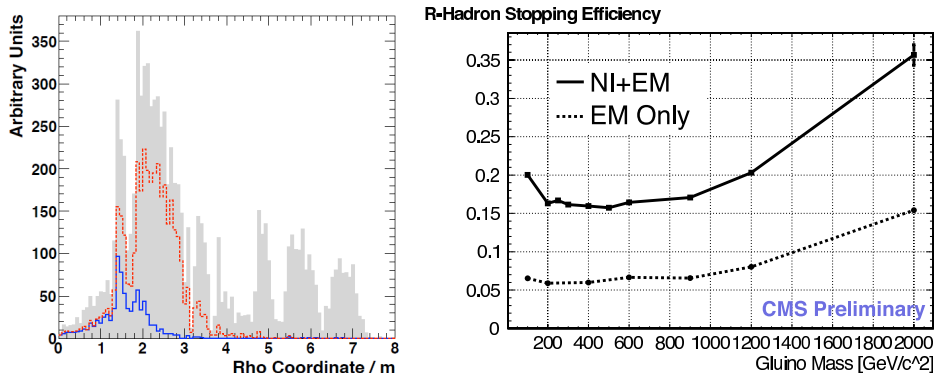 Arbitrary Units
350
300
250
200
150
100
50
0
0 1 2 3 4 5 6 7 8
Rho Coordinate / m
R-Hadron Stopping Efficiency
0.35
0.3
0.25
0.2
0.15
0.1
0.05
0
NI+EM
EM Only
CMS Preliminary
200 400 600 800 1000 1200 1400 1600 1800 2000
Gluino Mass [GeV/c^2]